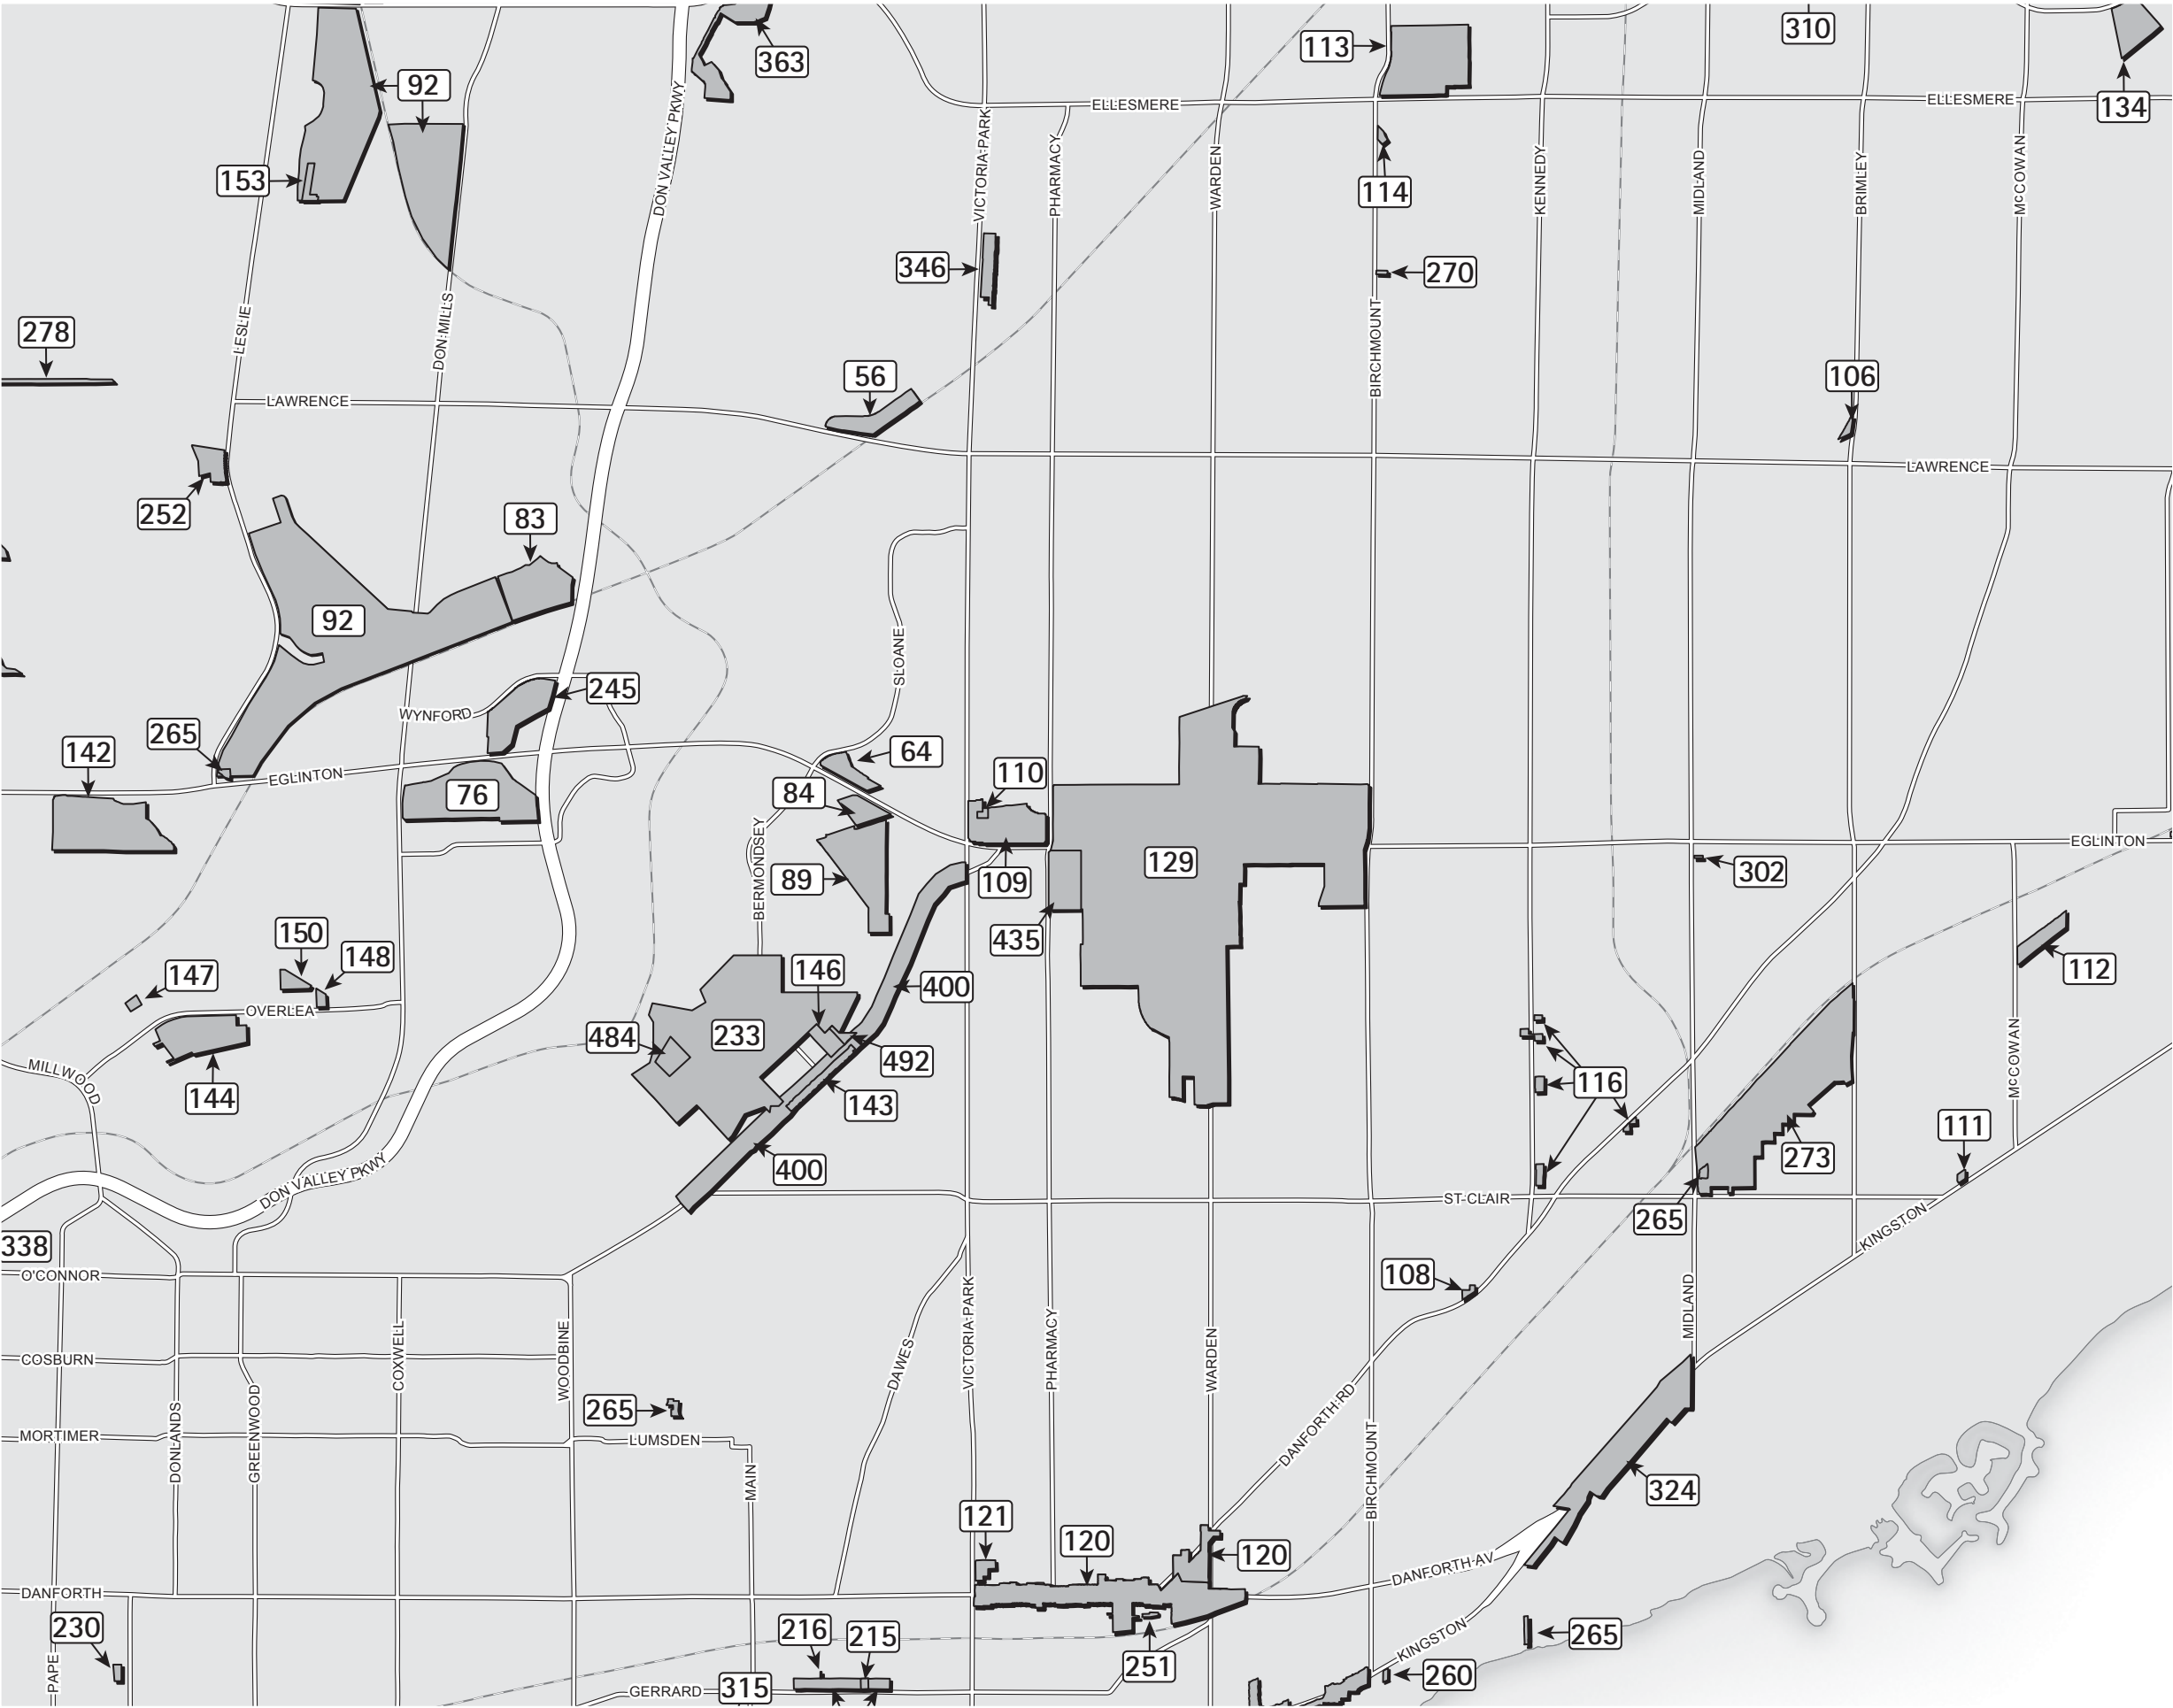 310
113
363
92
ELLESMERE
ELLESMERE
134
DON VALLEY PKWY
VICTORIA PARK
PHARMACY
WARDEN
KENNEDY
MIDLAND
BRIMLEY
McCOWAN
153
114
346
270
LESLIE
DON MILLS
BIRCHMOUNT
278
56
106
LAWRENCE
LAWRENCE
252
83
92
SLOANE
245
WYNFORD
265
142
64
EGLINTON
76
110
84
129
BERMONDSEY
EGLINTON
89
109
302
435
150
148
112
147
146
400
OVERLEA
484
233
492
MILLWOOD
116
McCOWAN
144
143
111
273
400
DON VALLEY PKWY
ST-CLAIR
265
338
KINGSTON
O'CONNOR
108
VICTORIA PARK
PHARMACY
WARDEN
MIDLAND
COSBURN
COXWELL
WOODBINE
DAWES
DONLANDS
GREENWOOD
265
DANFORTH RD
MORTIMER
LUMSDEN
MAIN
BIRCHMOUNT
324
121
120
120
DANFORTH AV
DANFORTH
230
216
215
265
KINGSTON
251
260
PAPE
GERRARD
315